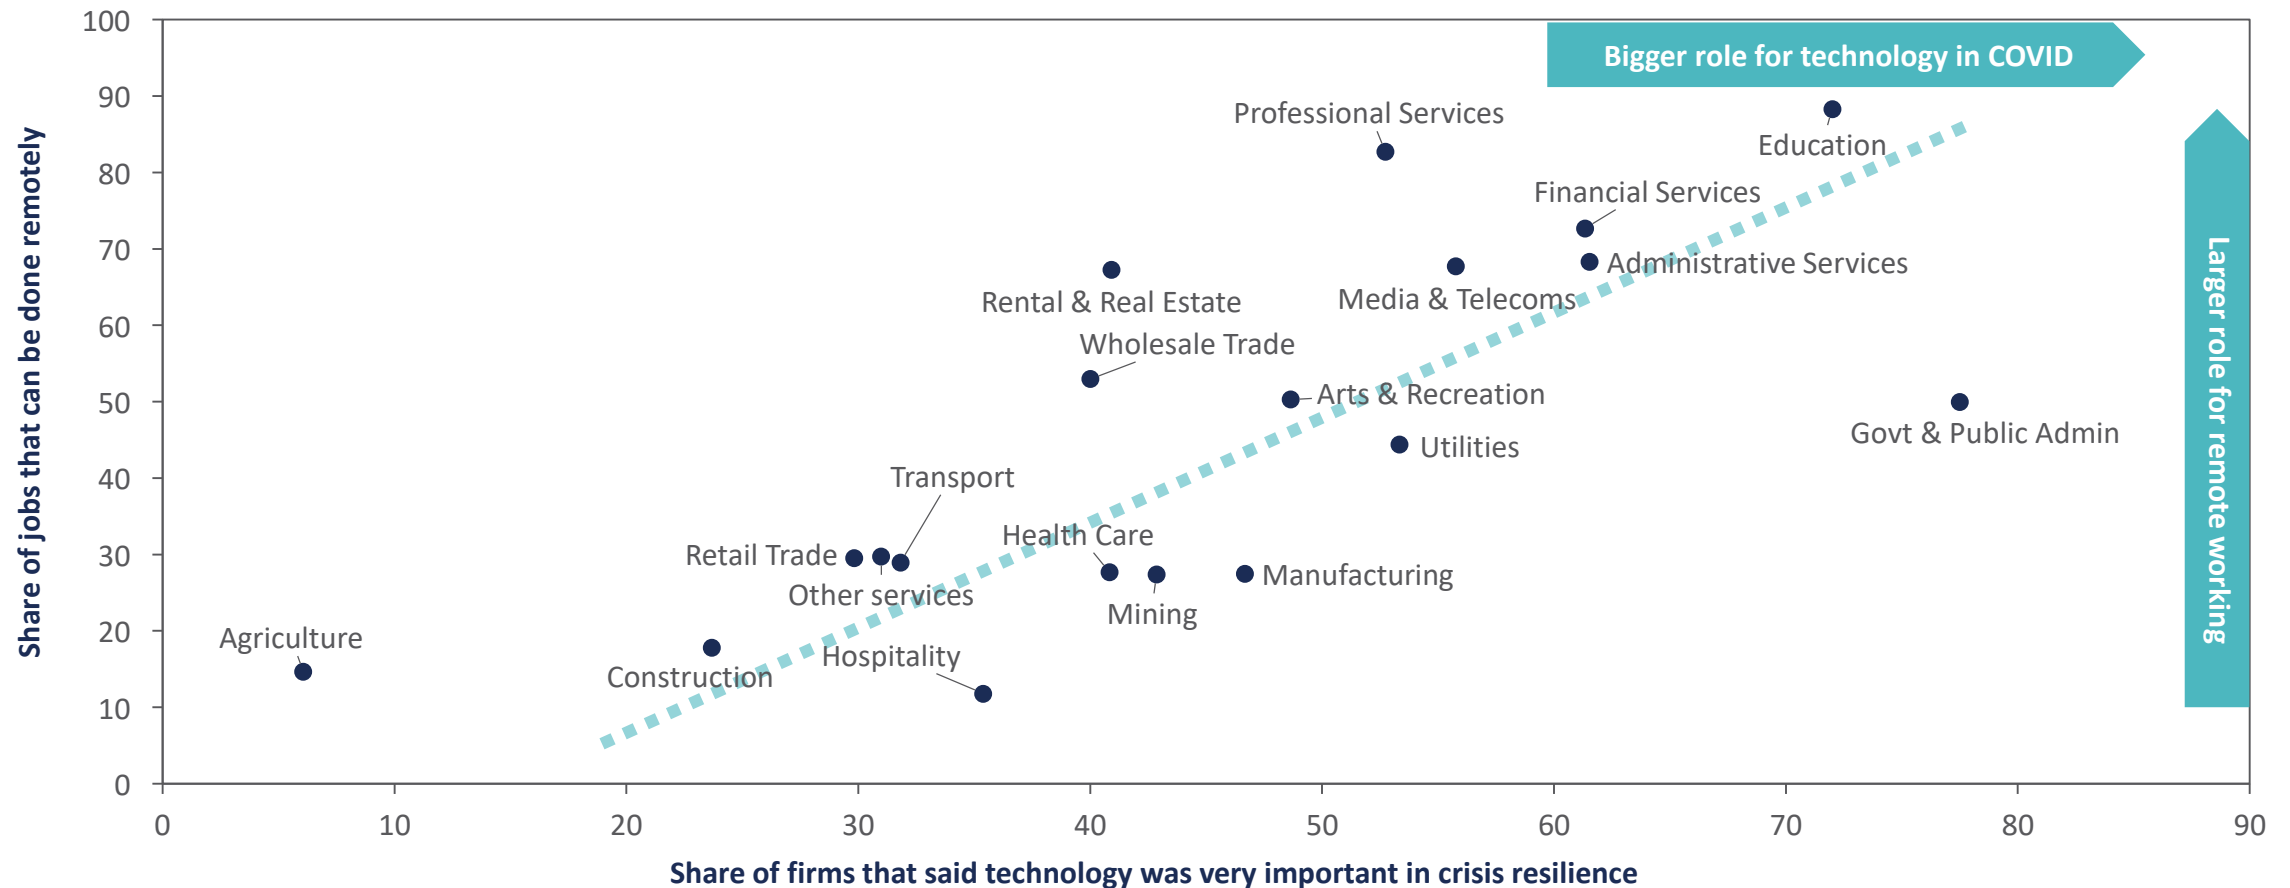 100
90
80
70
60
50
40
30
20
10
0
Share of jobs that can be done remotely
Bigger role for technology in COVID
Professional Services
Education
Financial Services
Administrative Services
Rental & Real Estate
Media & Telecoms
Wholesale Trade
Arts & Recreation
Govt & Public Admin
Utilities
Transport
Health Care
Retail Trade
Other services
Manufacturing
Mining
Agriculture
Hospitality
Construction
Larger role for remote working
0
10
20
30
40
50
60
70
80
90
Share of firms that said technology was very important in crisis resilience